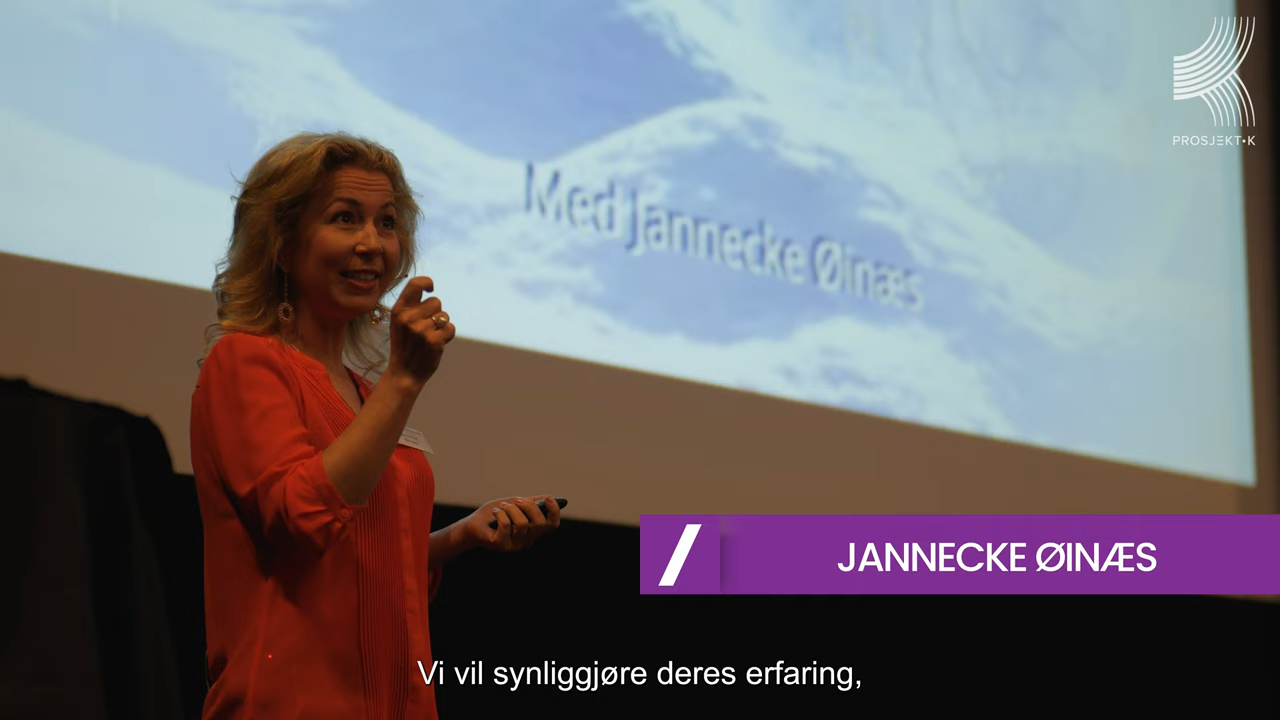 PROSJEKT•K
Med Jannecke Øinæs
JANNECKE ØINÆS
Vi vil synliggjøre deres erfaring,